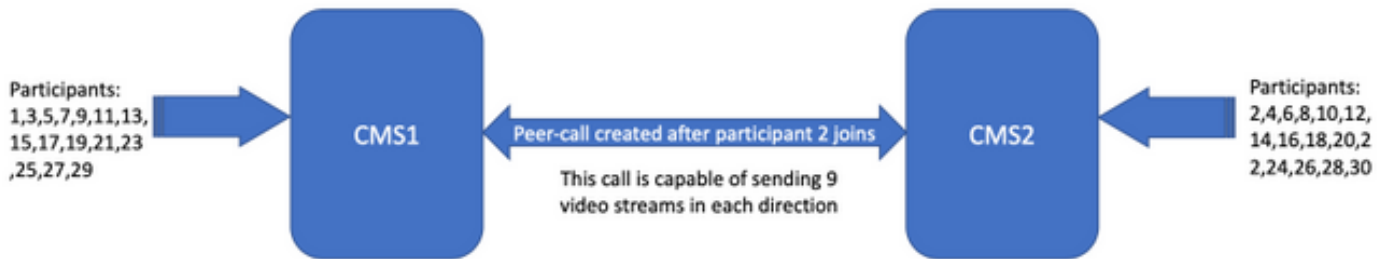 Participants:
1,3,5,7,9,11,13,
15,17,19,21,23
,25,27,29
CMS1
Peer-call created after participant 2 joins
This call is capable of sending 9
video streams in each direction
CMS2
Participants:
2,4,6,8,10,12,
14,16,18,20,2
2,24,26,28,30